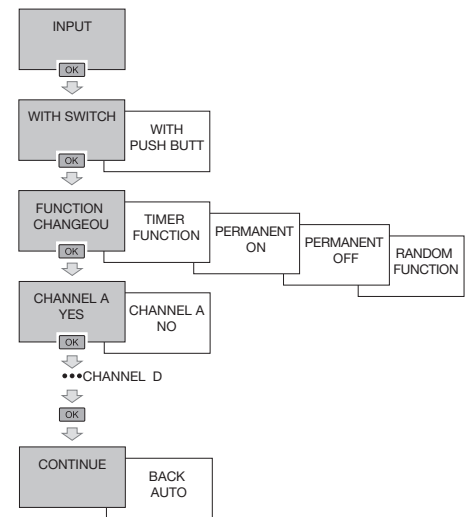 INPUT
OK
WITH SWITCH
WITH
PUSH BUTT
OK
FUNCTION
CHANGEOU
TIMER
FUNCTION
PERMANENT
ON
PERMANENT
OFF
RANDOM
FUNCTION
OK
CHANNEL A
YES
CHANNEL A
NO
OK
•••CHANNEL D
OK
CONTINUE
BACK
AUTO